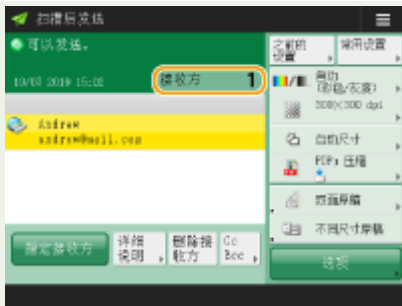 扫描后发送
可以发送。
之前的
设置
常用设置
10/03 2019 15:02
接收方 1
自动
(彩色/灰度)
300×300 dpi
Andrew
andrew@mail.com
自动尺寸
PDF; 压缩
双面原稿
不同尺寸原稿
指定接收方
详细
说明
删除接
收方
Cc
Bcc
选项